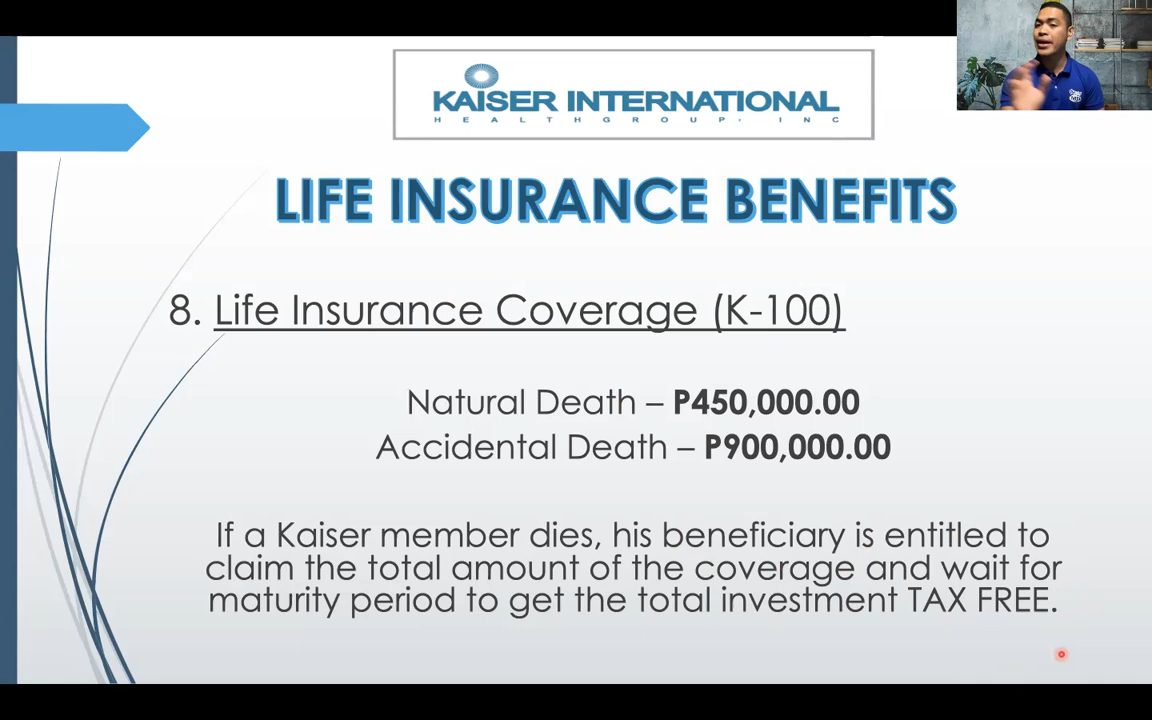 KAISER INTERNATIONAL
HEALTHGROUP, INC
LIFE INSURANCE BENEFITS
8. Life Insurance Coverage (K-100)
Natural Death – P450,000.00
Accidental Death – P900,000.00
If a Kaiser member dies, his beneficiary is entitled to
claim the total amount of the coverage and wait for
maturity period to get the total investment TAX FREE.